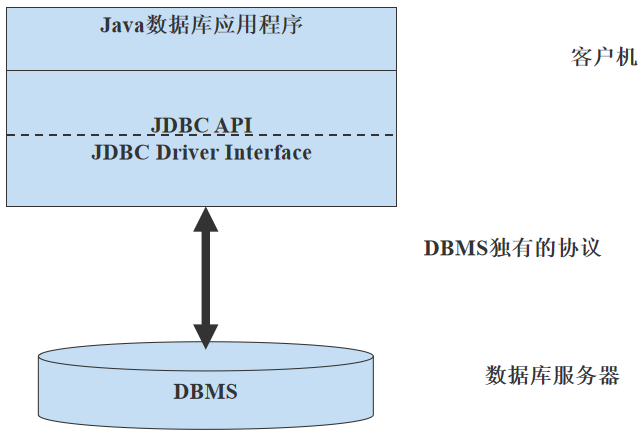 Java数据库应用程序
客户机
JDBC API
JDBC Driver Interface
DBMS独有的协议
数据库服务器
DBMS